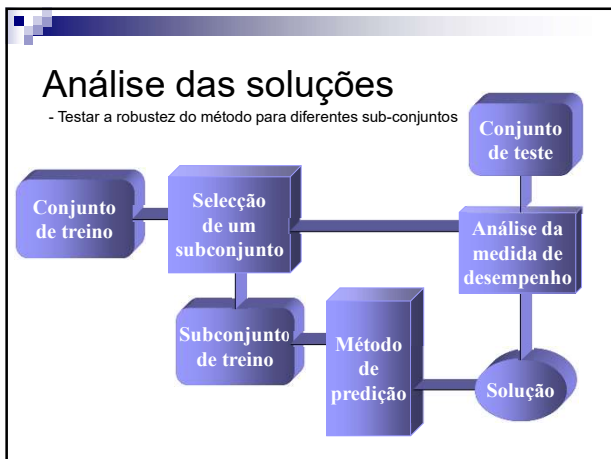 Análise das soluções
- Testar a robustez do método para diferentes sub-conjuntos
Conjunto
de teste
Conjunto
de treino
Selecção
de um
subconjunto
Análise da
medida de
desempenho
Subconjunto
de treino
Método
de
predição
Solução